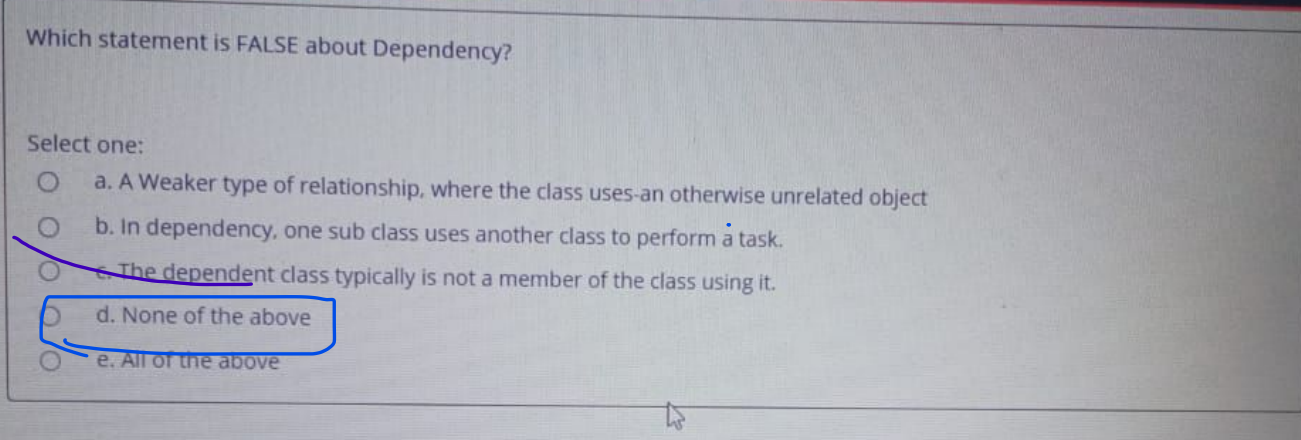 Which statement is FALSE about Dependency?
Select one:
a. A Weaker type of relationship, where the class uses-an otherwise unrelated object
b. In dependency, one sub class uses another class to perform a task.
c. The dependent class typically is not a member of the class using it.
d. None of the above
e. All of the above